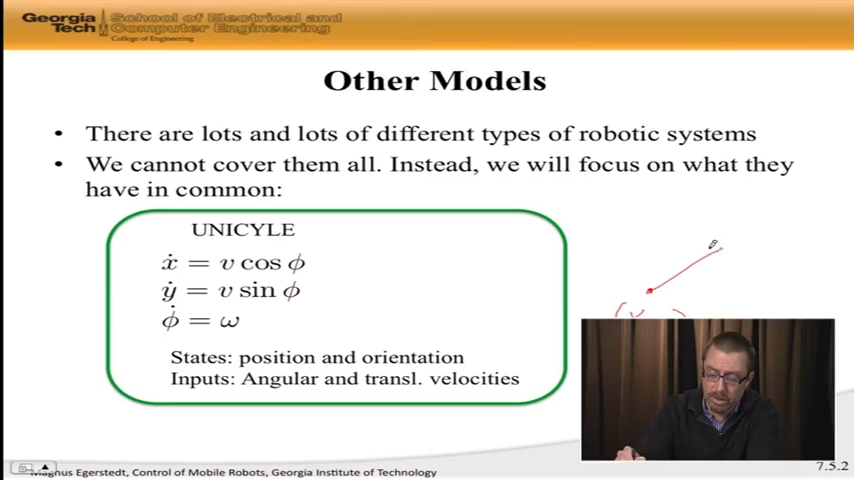 Georgia Tech
School of Electrical and Computer Engineering
College of Engineering
Other Models
• There are lots and lots of different types of robotic systems
• We cannot cover them all. Instead, we will focus on what they
have in common:
UNICYLE
ẋ = v cos ϕ
ẏ = v sin ϕ
ϕ̇ = ω
States: position and orientation
Inputs: Angular and transl. velocities
Magnus Egerstedt, Control of Mobile Robots, Georgia Institute of Technology
7.5.2